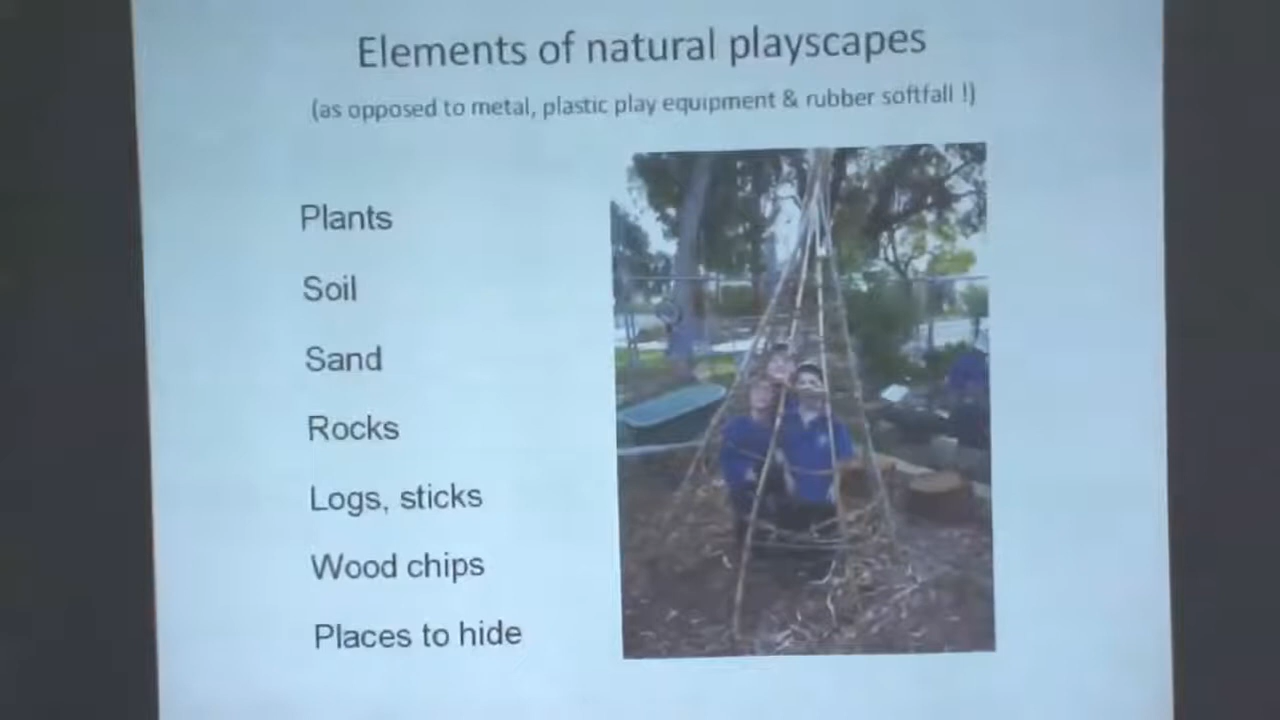 Elements of natural playscapes
(as opposed to metal, plastic play equipment & rubber softfall !)
Plants
Soil
Sand
Rocks
Logs, sticks
Wood chips
Places to hide